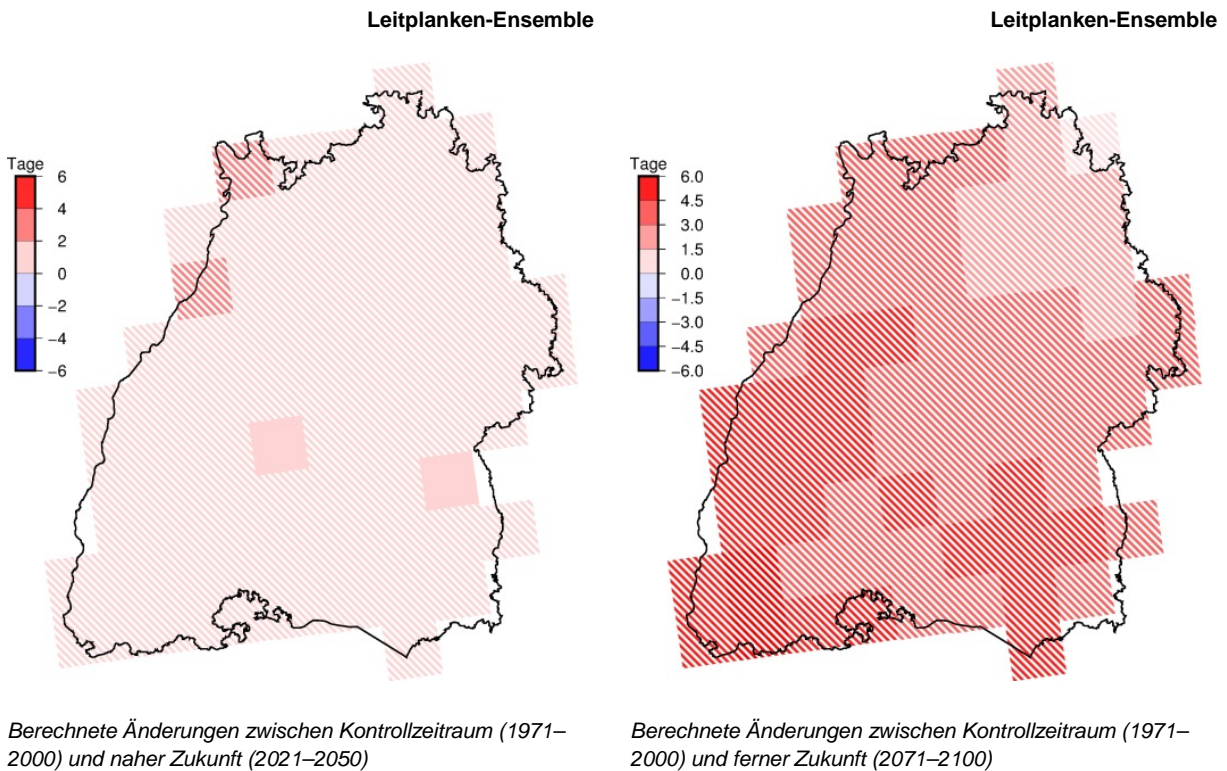 Leitplanken-Ensemble
Tage
6
4
2
0
−2
−4
−6
Berechnete Änderungen zwischen Kontrollzeitraum (1971–
2000) und naher Zukunft (2021–2050)
Leitplanken-Ensemble
Tage
6.0
4.5
3.0
1.5
0.0
−1.5
−3.0
−4.5
−6.0
Berechnete Änderungen zwischen Kontrollzeitraum (1971–
2000) und ferner Zukunft (2071–2100)